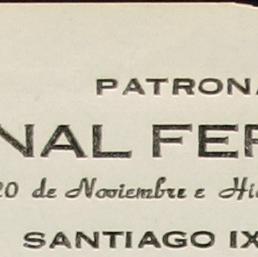 PATRONA
NAL FER
20 de Noviembre e Hi
SANTIAGO IX